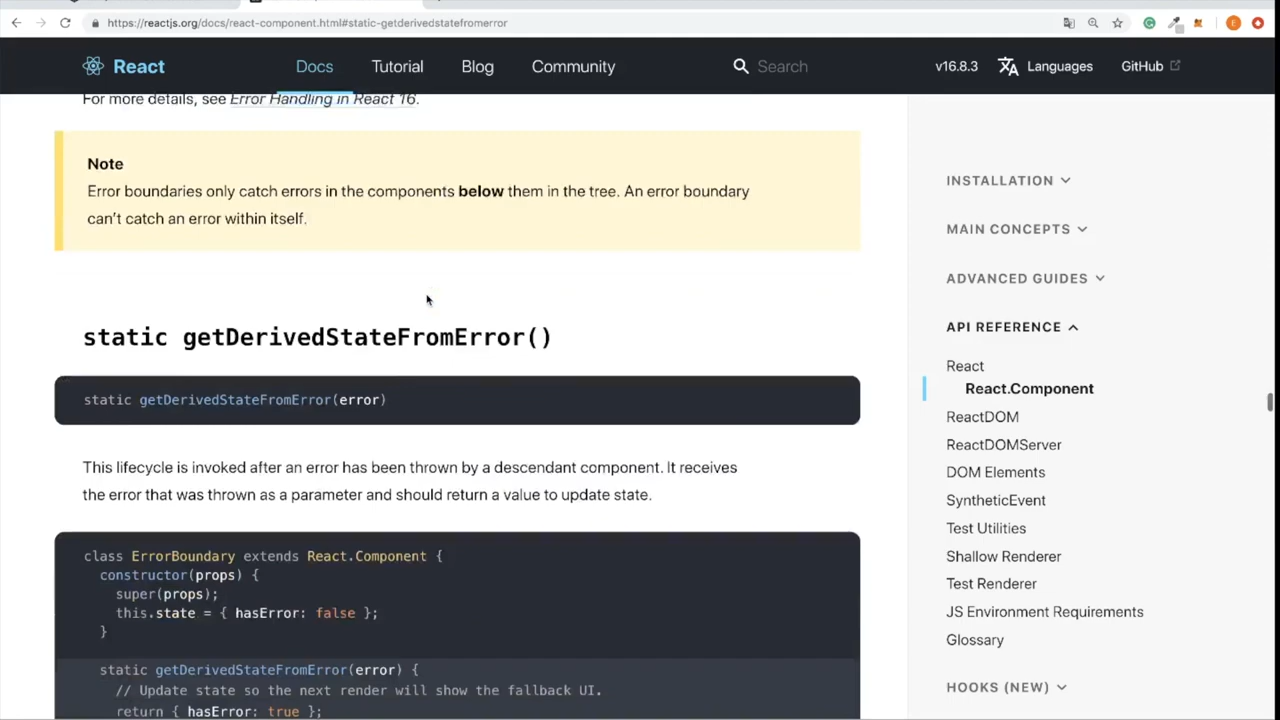 https://reactjs.org/docs/react-component.html#static-getderivedstatefromerror
E
React
Docs
Tutorial
Blog
Community
Search
v16.8.3
Languages
GitHub
For more details, see Error Handling in React 16.
Note
Error boundaries only catch errors in the components below them in the tree. An error boundary
can't catch an error within itself.
static getDerivedStateFromError()
static getDerivedStateFromError(error)
This lifecycle is invoked after an error has been thrown by a descendant component. It receives
the error that was thrown as a parameter and should return a value to update state.
class ErrorBoundary extends React.Component {
constructor(props) {
super(props);
this.state = { hasError: false };
}
static getDerivedStateFromError(error) {
// Update state so the next render will show the fallback UI.
return { hasError: true };
INSTALLATION
MAIN CONCEPTS
ADVANCED GUIDES
API REFERENCE
React
React.Component
ReactDOM
ReactDOMServer
DOM Elements
SyntheticEvent
Test Utilities
Shallow Renderer
Test Renderer
JS Environment Requirements
Glossary
HOOKS (NEW)